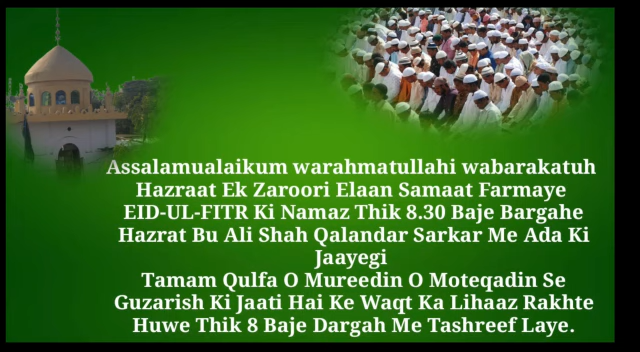 Assalamualaikum warahmatullahi wabarakatuh
Hazraat Ek Zaroori Elaan Samaat Farmaye
EID-UL-FITR Ki Namaz Thik 8.30 Baje Bargahe
Hazrat Bu Ali Shah Qalandar Sarkar Me Ada Ki
Jaayegi
Tamam Qulfa O Mureedin O Moteqadin Se
Guzarish Ki Jaati Hai Ke Waqt Ka Lihaaz Rakhte
Huwe Thik 8 Baje Dargah Me Tashreef Laye.